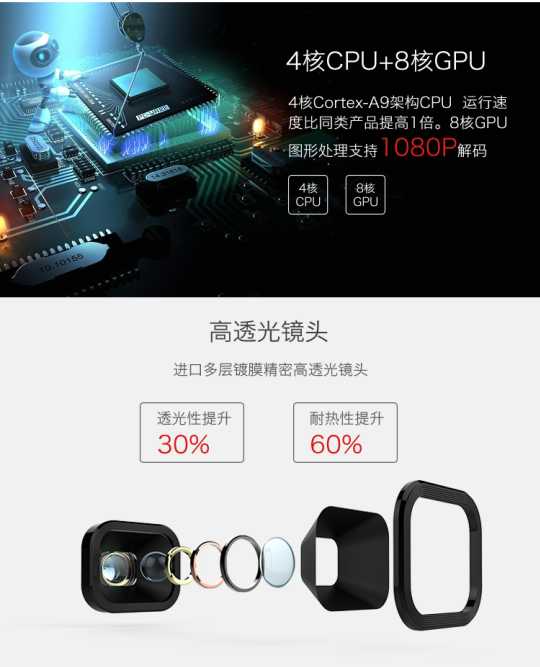 4核CPU+8核GPU
4核Cortex-A9架构CPU 运行速
度比同类产品提高1倍。8核GPU
图形处理支持1080P解码
4核
CPU
8核
GPU
10.10155
高透光镜头
进口多层镀膜精密高透光镜头
透光性提升
30%
耐热性提升
60%